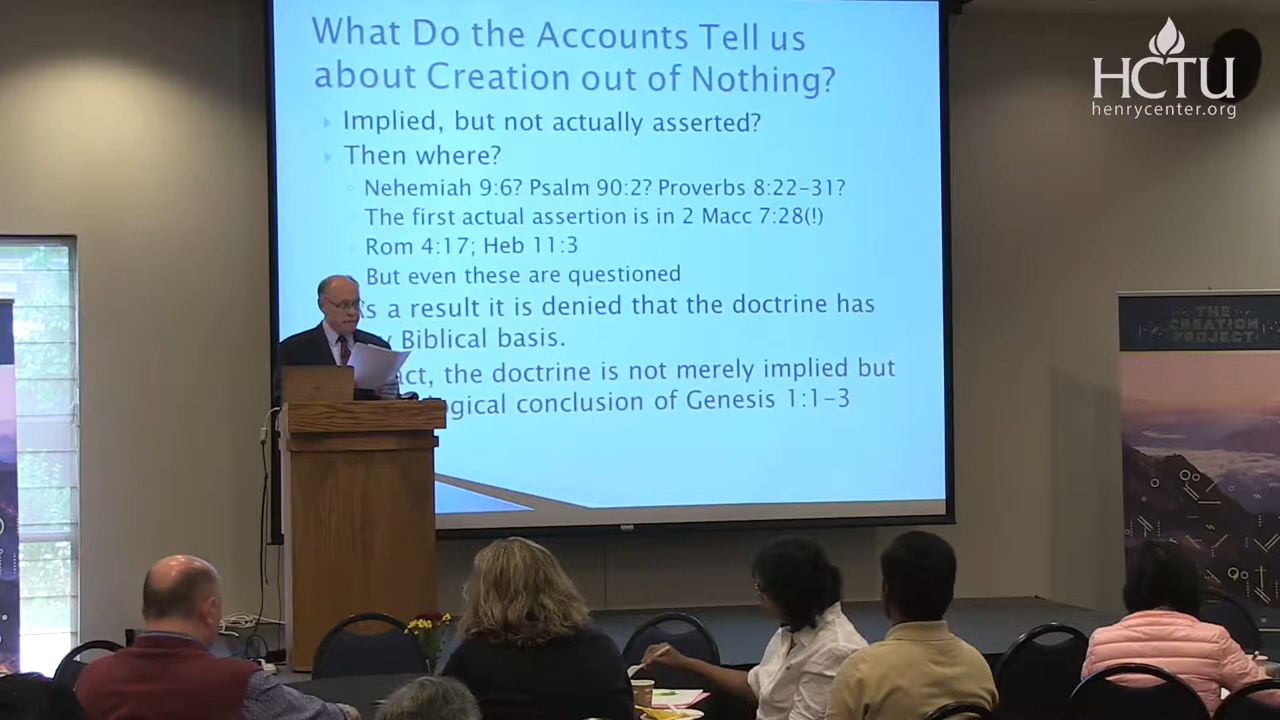 What Do the Accounts Tell us
about Creation out of Nothing?
Implied, but not actually asserted?
Then where?
Nehemiah 9:6? Psalm 90:2? Proverbs 8:22-31?
The first actual assertion is in 2 Macc 7:28(!)
Rom 4:17; Heb 11:3
But even these are questioned
a result it is denied that the doctrine has
Biblical basis.
the doctrine is not merely implied but
conclusion of Genesis 1:1-3
HCTU
henrycenter.org
THE
CREATION
PROJECT